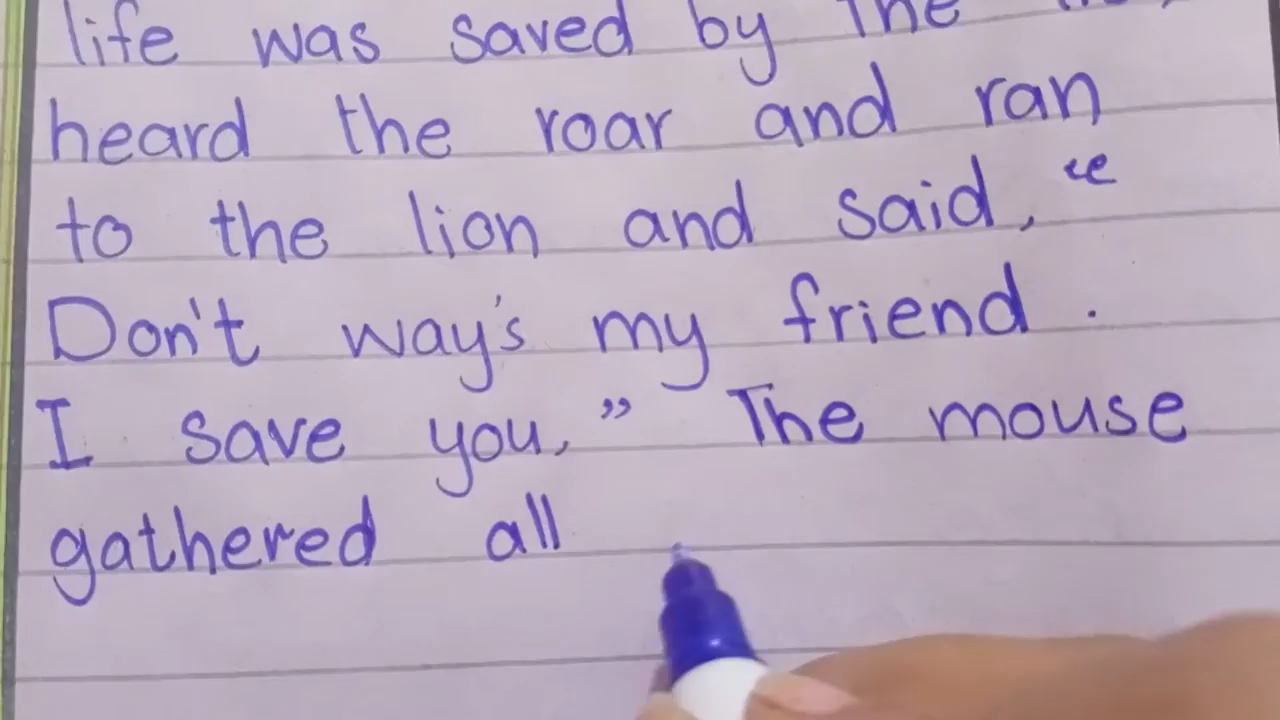 life was saved by the
heard the roar and ran
to the lion and said, “
Don't way's my friend .
I save you, ” The mouse
gathered all